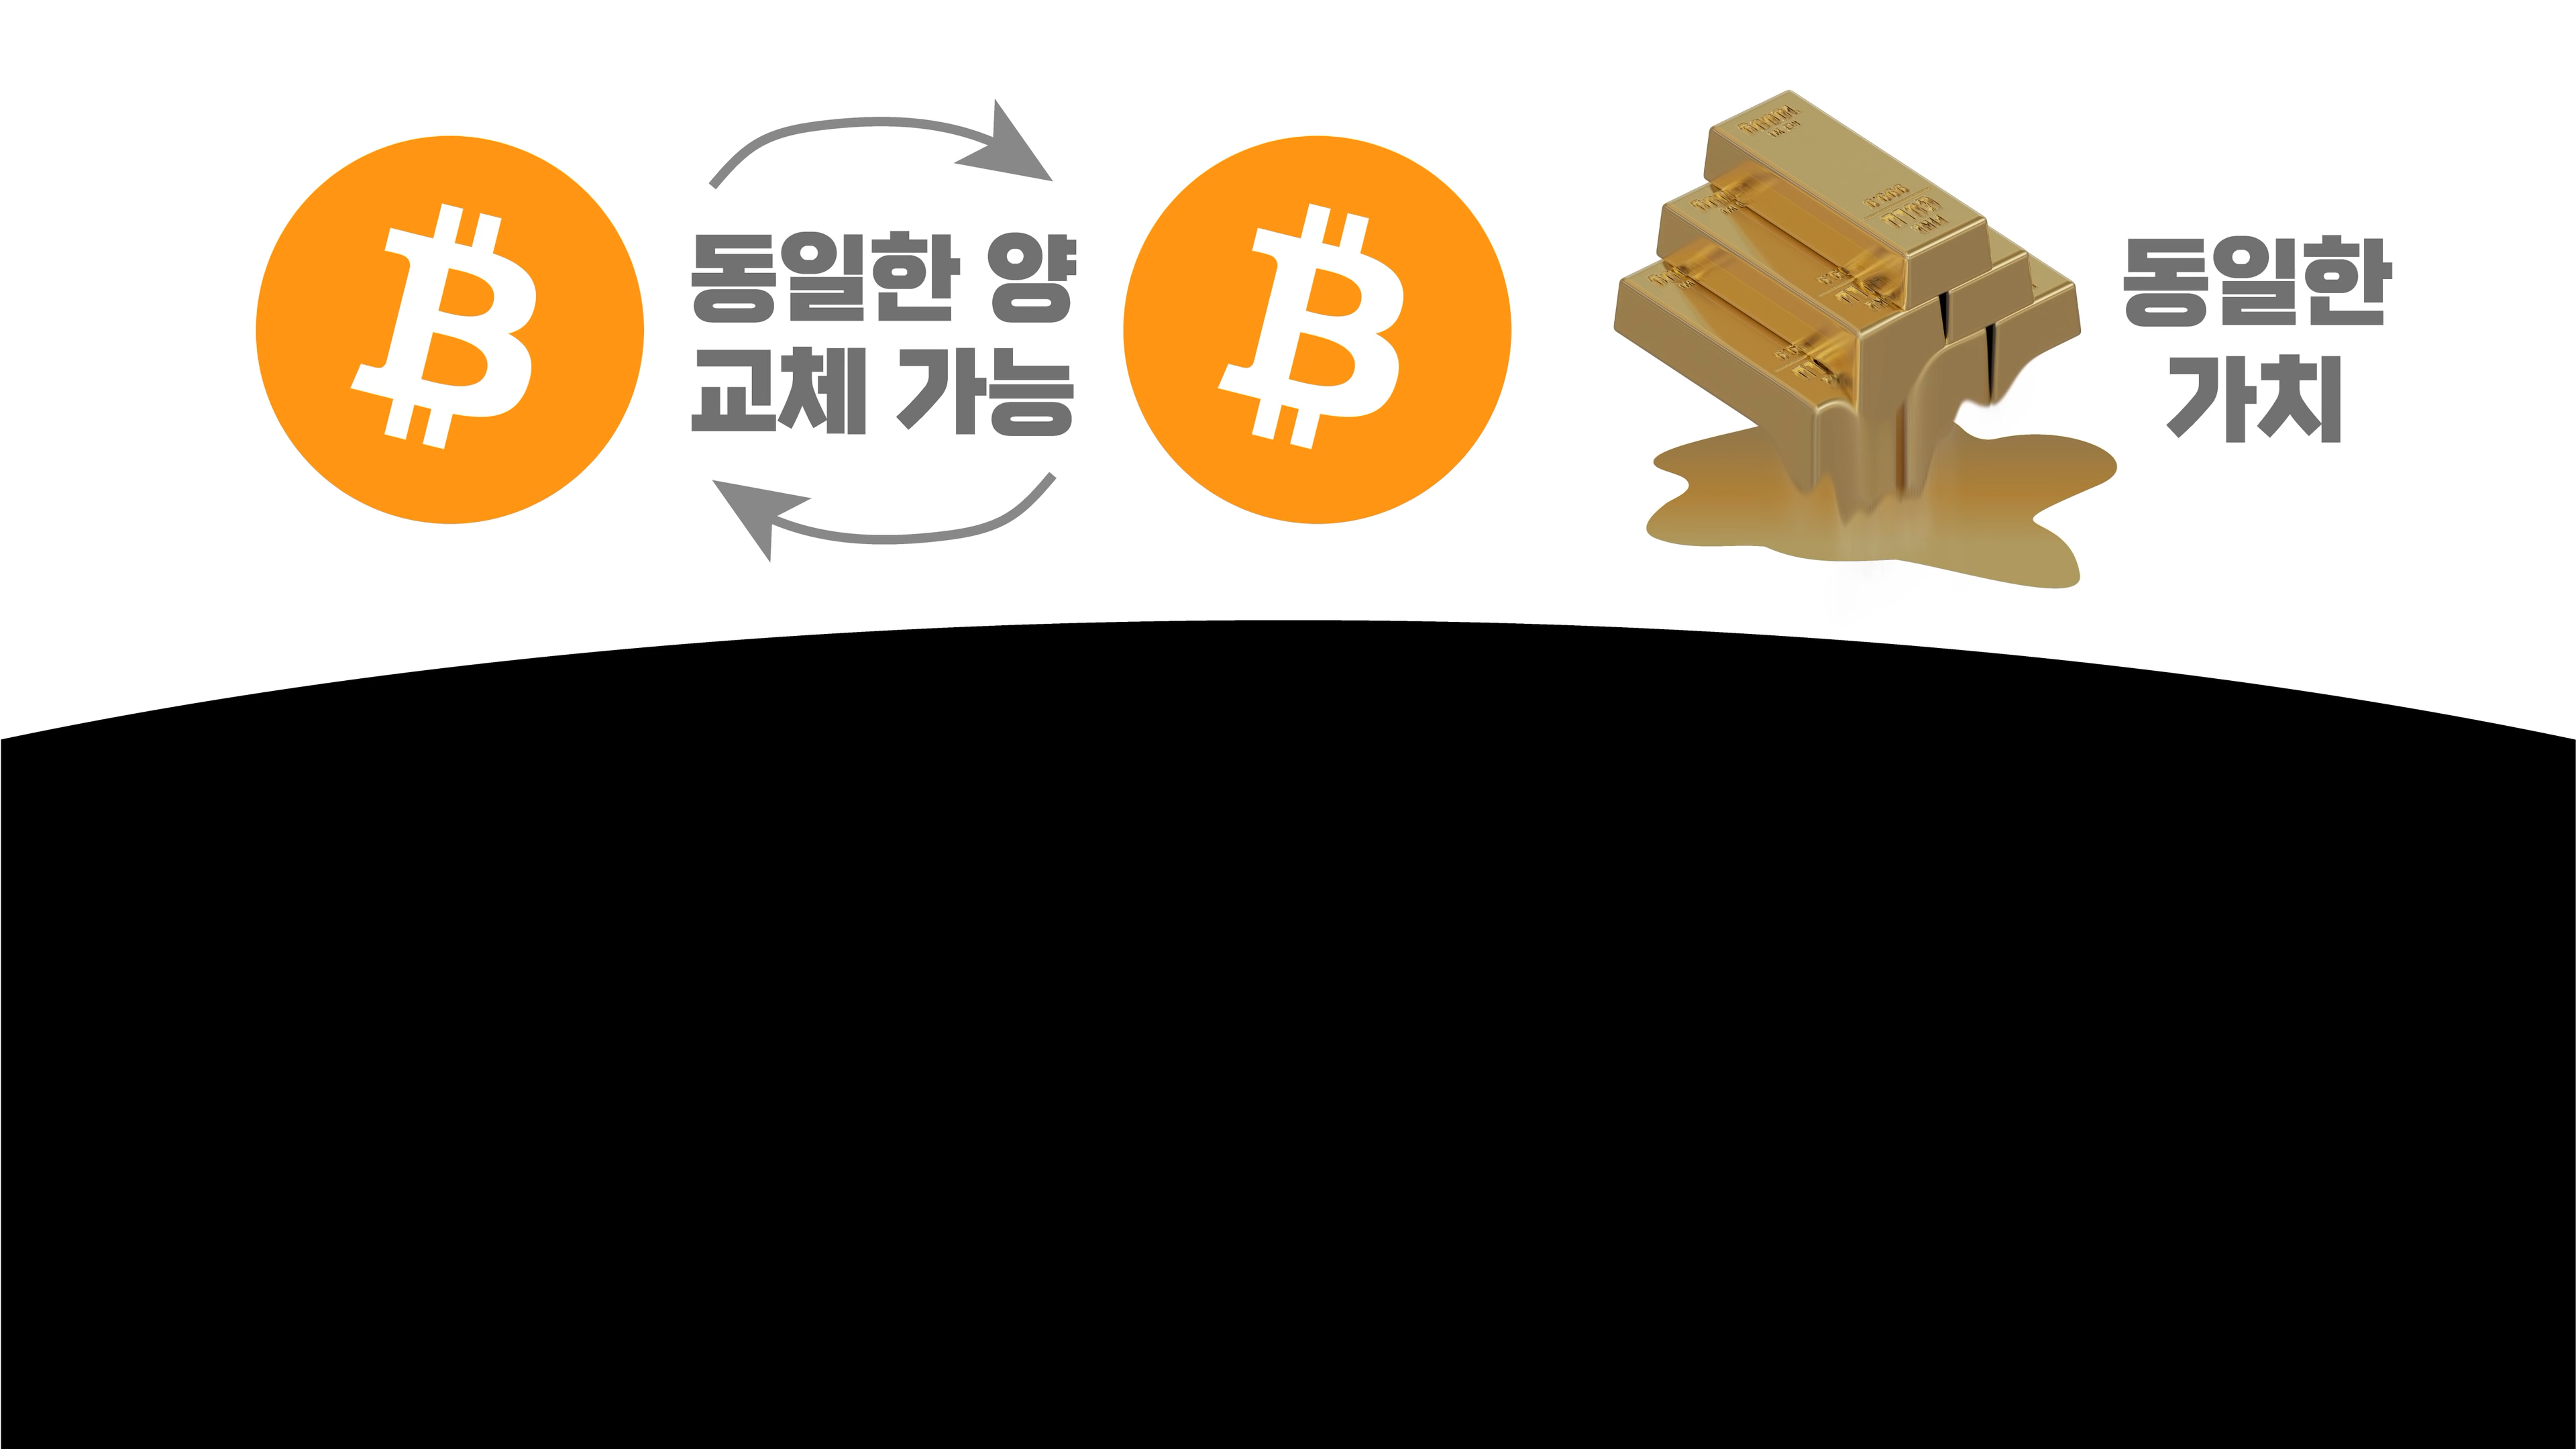 동일한 양
교체 가능
동일한
가치